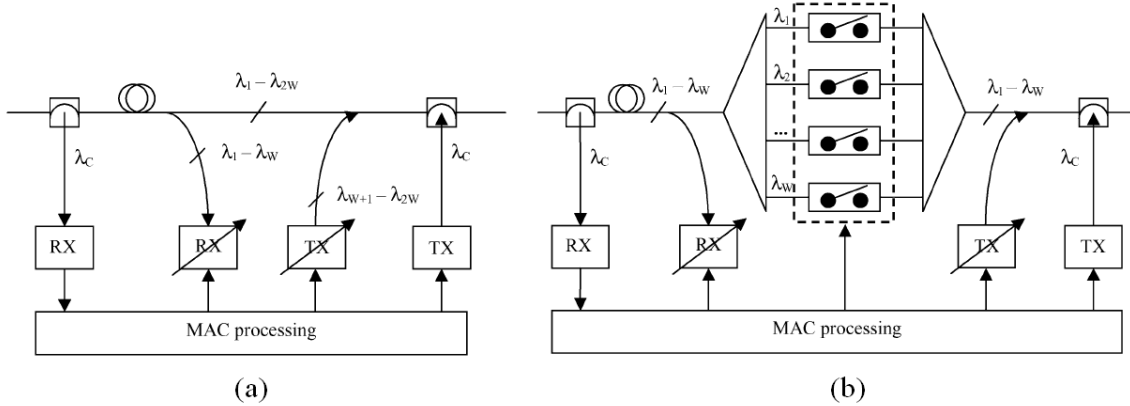 λ1 – λ2W
λC
λ1 – λW
λW+1 – λ2W
λC
RX
RX
TX
TX
MAC processing
(a)
λ1 – λW
λC
λ1
λ2
...
λW
λ1 – λW
λC
RX
RX
TX
TX
MAC processing
(b)